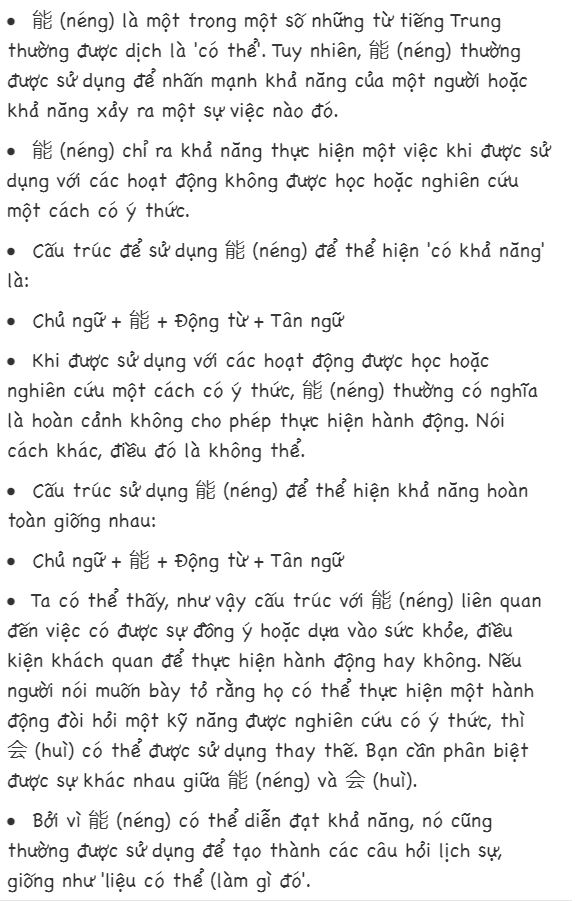 • 能 (néng) là một trong một số những từ tiếng Trung
thường được dịch là 'có thể'. Tuy nhiên, 能 (néng) thường
được sử dụng để nhấn mạnh khả năng của một người hoặc
khả năng xảy ra một sự việc nào đó.
• 能 (néng) chỉ ra khả năng thực hiện một việc khi được sử
dụng với các hoạt động không được học hoặc nghiên cứu
một cách có ý thức.
• Cấu trúc để sử dụng 能 (néng) để thể hiện 'có khả năng'
là:
• Chủ ngữ + 能 + Động từ + Tân ngữ
• Khi được sử dụng với các hoạt động được học hoặc
nghiên cứu một cách có ý thức, 能 (néng) thường có nghĩa
là hoàn cảnh không cho phép thực hiện hành động. Nói
cách khác, điều đó là không thể.
• Cấu trúc sử dụng 能 (néng) để thể hiện khả năng hoàn
toàn giống nhau:
• Chủ ngữ + 能 + Động từ + Tân ngữ
• Ta có thể thấy, như vậy cấu trúc với 能 (néng) liên quan
đến việc có được sự đồng ý hoặc dựa vào sức khỏe, điều
kiện khách quan để thực hiện hành động hay không. Nếu
người nói muốn bày tỏ rằng họ có thể thực hiện một hành
động đòi hỏi một kỹ năng được nghiên cứu có ý thức, thì
会 (huì) có thể được sử dụng thay thế. Bạn cần phân biệt
được sự khác nhau giữa 能 (néng) và 会 (huì).
• Bởi vì 能 (néng) có thể diễn đạt khả năng, nó cũng
thường được sử dụng để tạo thành các câu hỏi lịch sự,
giống như 'liệu có thể (làm gì đó'.